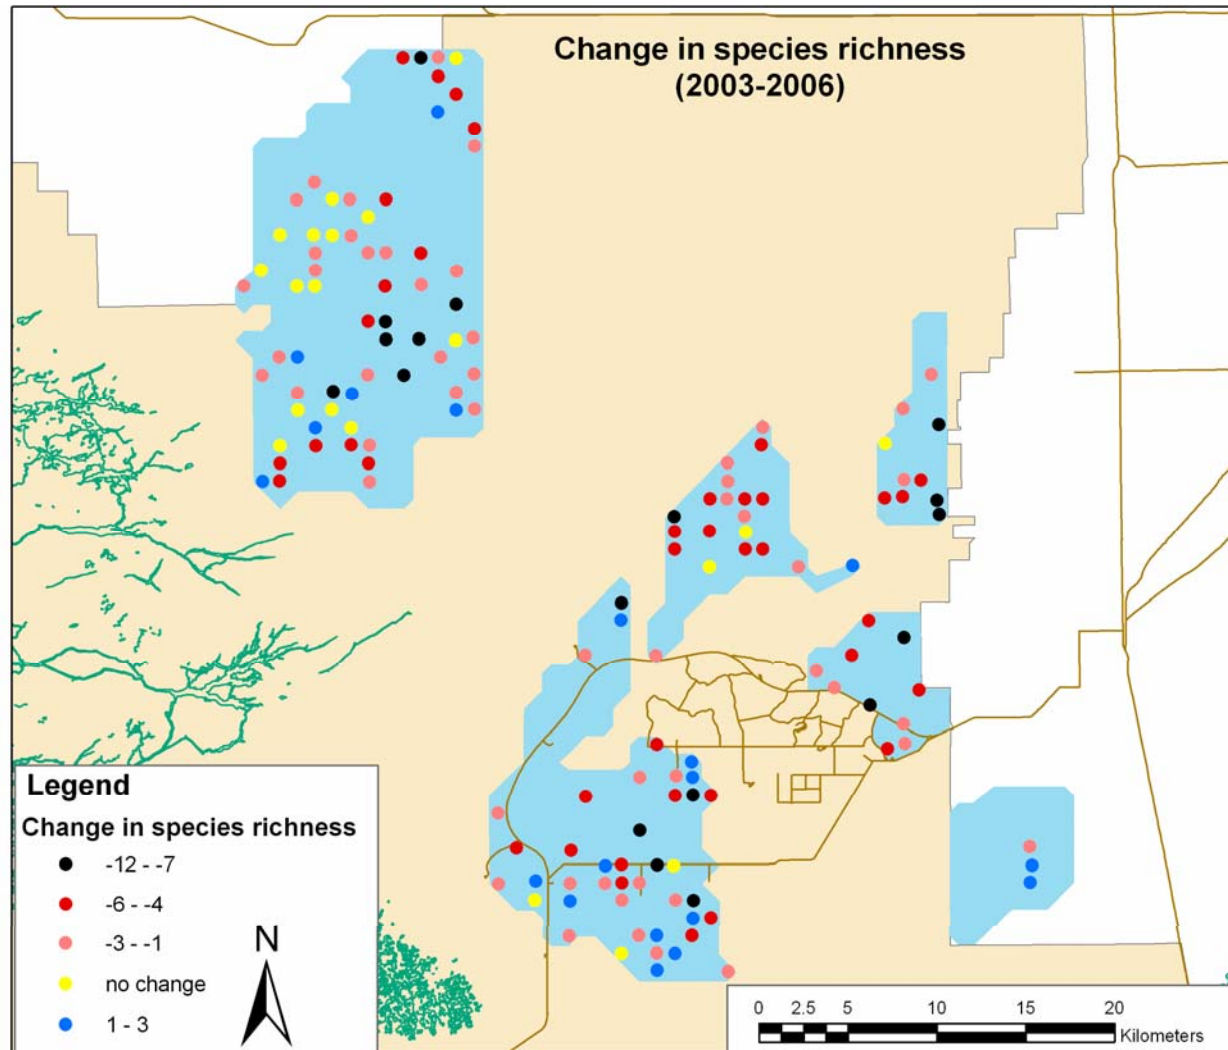 Change in species richness
(2003-2006)
Legend
Change in species richness
-12 - -7
-6 - -4
-3 - -1
no change
1 - 3
N
0 2.5 5 10 15 20
Kilometers